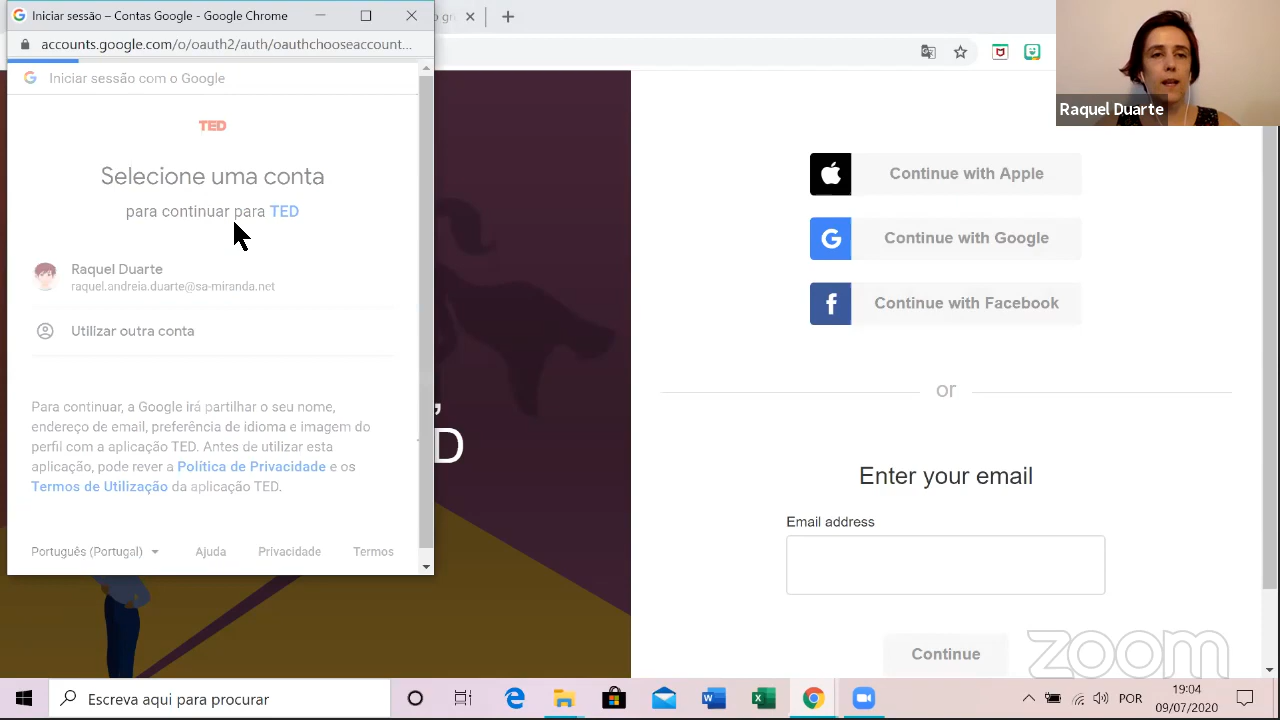 Iniciar sessão – Contas Google - Google Chrome
accounts.google.com/o/oauth2/auth/oauthchooseaccount...
Iniciar sessão com o Google
TED
Selecione uma conta
para continuar para TED
Raquel Duarte
raquel.andreia.duarte@sa-miranda.net
Utilizar outra conta
Para continuar, a Google irá partilhar o seu nome,
endereço de email, preferência de idioma e imagem do
perfil com a aplicação TED. Antes de utilizar esta
aplicação, pode rever a Política de Privacidade e os
Termos de Utilização da aplicação TED.
Português (Portugal)
Ajuda
Privacidade
Termos
,
D
Raquel Duarte
Continue with Apple
Continue with Google
Continue with Facebook
or
Enter your email
Email address
Continue
zoom
Escreva aqui para procurar
POR
19:04
09/07/2020